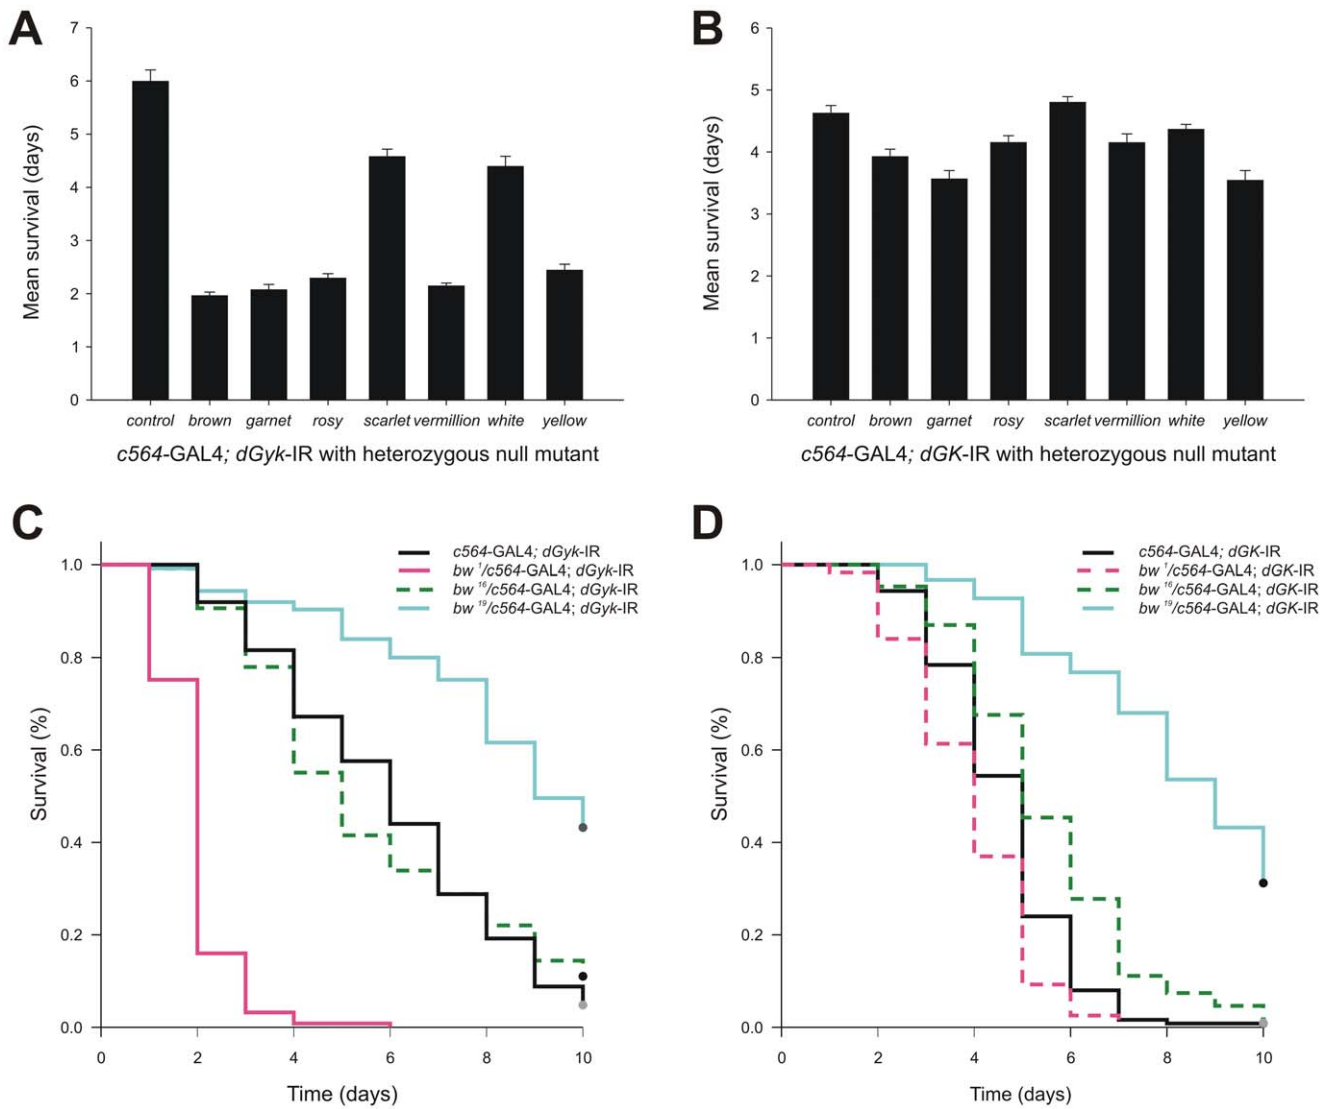 A
7
6
5
4
3
2
1
0
Mean survival (days)
control brown garnet rosy scarlet vermillion white yellow
c564-GAL4; dGyk-IR with heterozygous null mutant
B
6
5
4
3
2
1
0
Mean survival (days)
control brown garnet rosy scarlet vermillion white yellow
c564-GAL4; dGK-IR with heterozygous null mutant
C
c564-GAL4; dGyk-IR
bw 1/c564-GAL4; dGyk-IR
bw 16/c564-GAL4; dGyk-IR
bw 19/c564-GAL4; dGyk-IR
1.0
0.8
0.6
0.4
0.2
0.0
Survival (%)
0 2 4 6 8 10
Time (days)
D
c564-GAL4; dGK-IR
bw 1/c564-GAL4; dGK-IR
bw 16/c564-GAL4; dGK-IR
bw 19/c564-GAL4; dGK-IR
1.0
0.8
0.6
0.4
0.2
0.0
Survival (%)
0 2 4 6 8 10
Time (days)